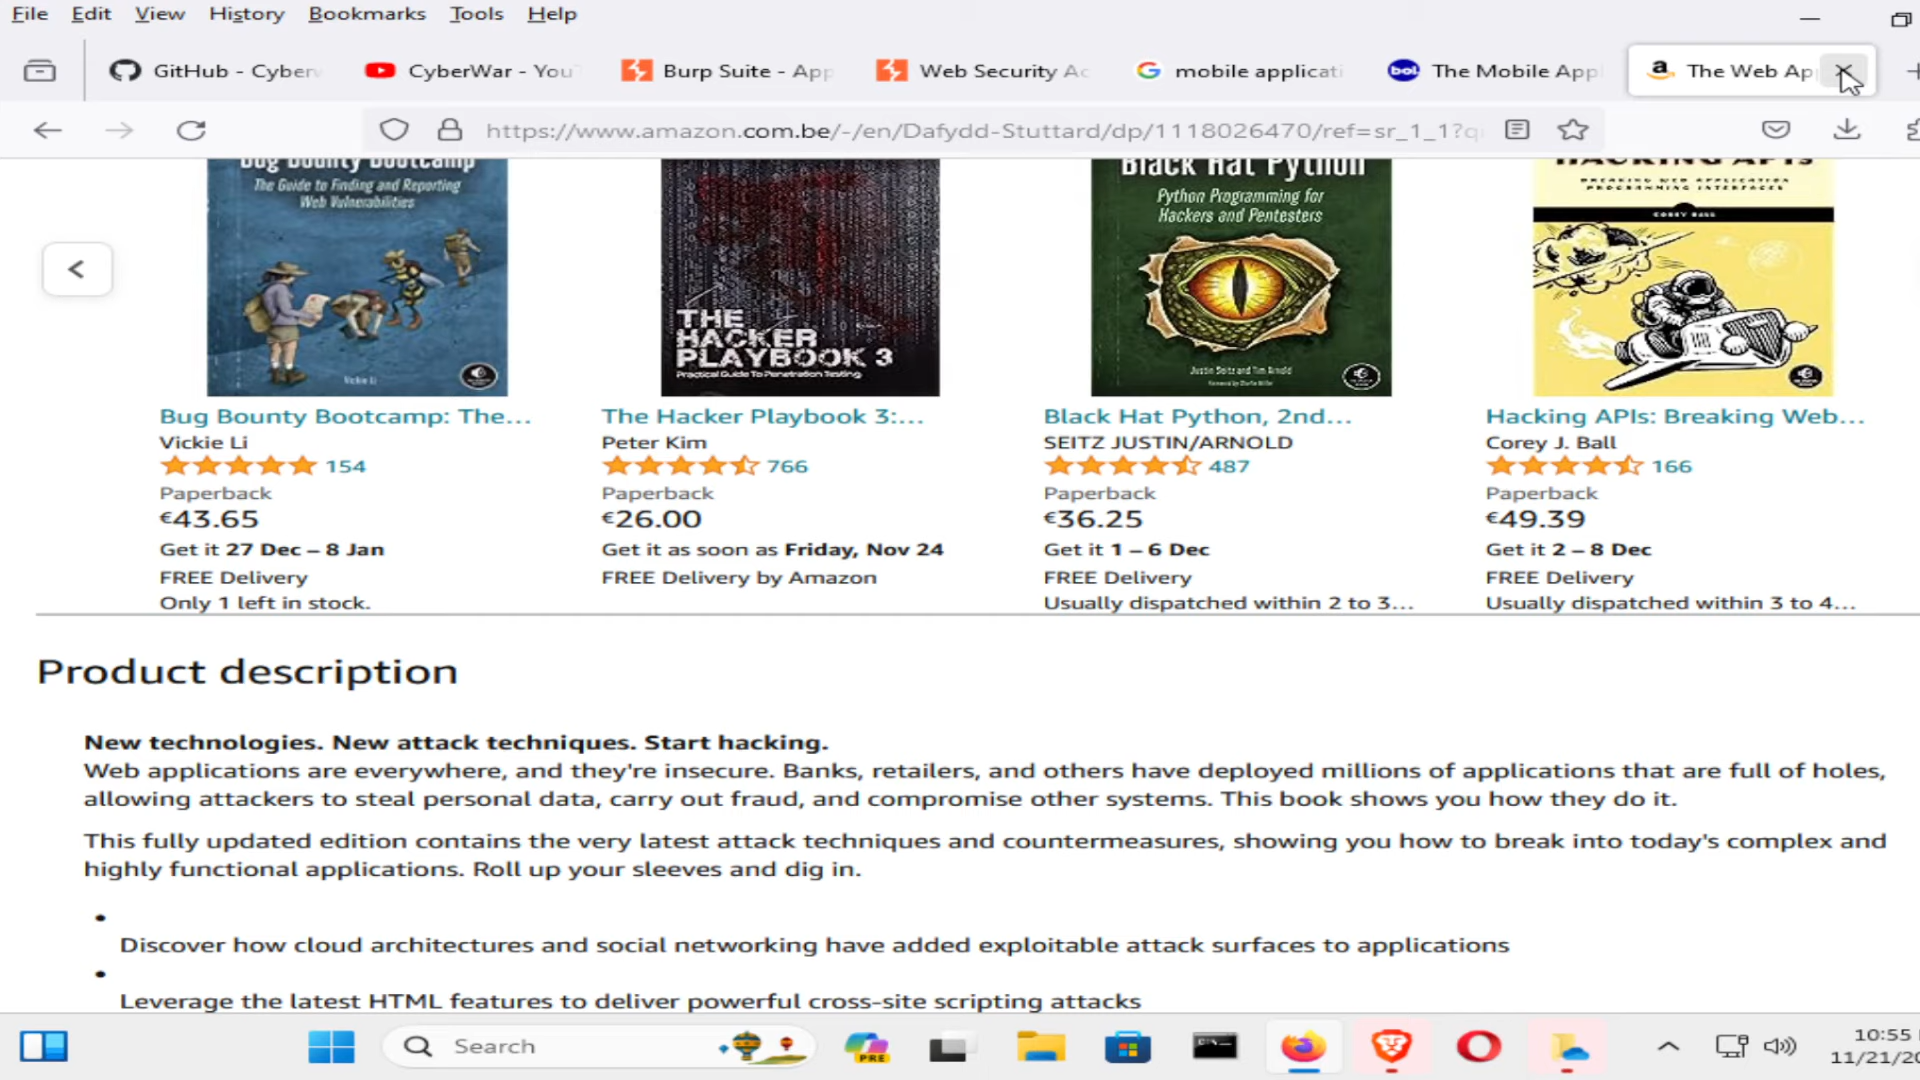 File Edit View History Bookmarks Tools Help
GitHub - Cyber
CyberWar - You
Burp Suite - App
Web Security Ac
mobile applicati
bol
The Mobile App
The Web Ap
https://www.amazon.com.be/-/en/Dafydd-Stuttard/dp/1118026470/ref=sr_1_1?q
Bug Bounty Bootcamp
The Guide to Finding and Reporting
Web Vulnerabilities
Vickie Li
THE
HACKER
PLAYBOOK 3
Practical Guide To Penetration Testing
Black Hat Python
Python Programming for
Hackers and Pentesters
Justin Seitz and Tim Arnold
HACKING APIS
BREAKING WEB APPLICATION
PROGRAMMING INTERFACES
COREY BALL
Bug Bounty Bootcamp: The...
Vickie Li
154
Paperback
€43.65
Get it 27 Dec – 8 Jan
FREE Delivery
Only 1 left in stock.
The Hacker Playbook 3:...
Peter Kim
766
Paperback
€26.00
Get it as soon as Friday, Nov 24
FREE Delivery by Amazon
Black Hat Python, 2nd...
SEITZ JUSTIN/ARNOLD
487
Paperback
€36.25
Get it 1 – 6 Dec
FREE Delivery
Usually dispatched within 2 to 3...
Hacking APIs: Breaking Web...
Corey J. Ball
166
Paperback
€49.39
Get it 2 – 8 Dec
FREE Delivery
Usually dispatched within 3 to 4...
Product description
New technologies. New attack techniques. Start hacking.
Web applications are everywhere, and they're insecure. Banks, retailers, and others have deployed millions of applications that are full of holes,
allowing attackers to steal personal data, carry out fraud, and compromise other systems. This book shows you how they do it.
This fully updated edition contains the very latest attack techniques and countermeasures, showing you how to break into today's complex and
highly functional applications. Roll up your sleeves and dig in.
•
Discover how cloud architectures and social networking have added exploitable attack surfaces to applications
•
Leverage the latest HTML features to deliver powerful cross-site scripting attacks
Search
PRE
10:55
11/21/20